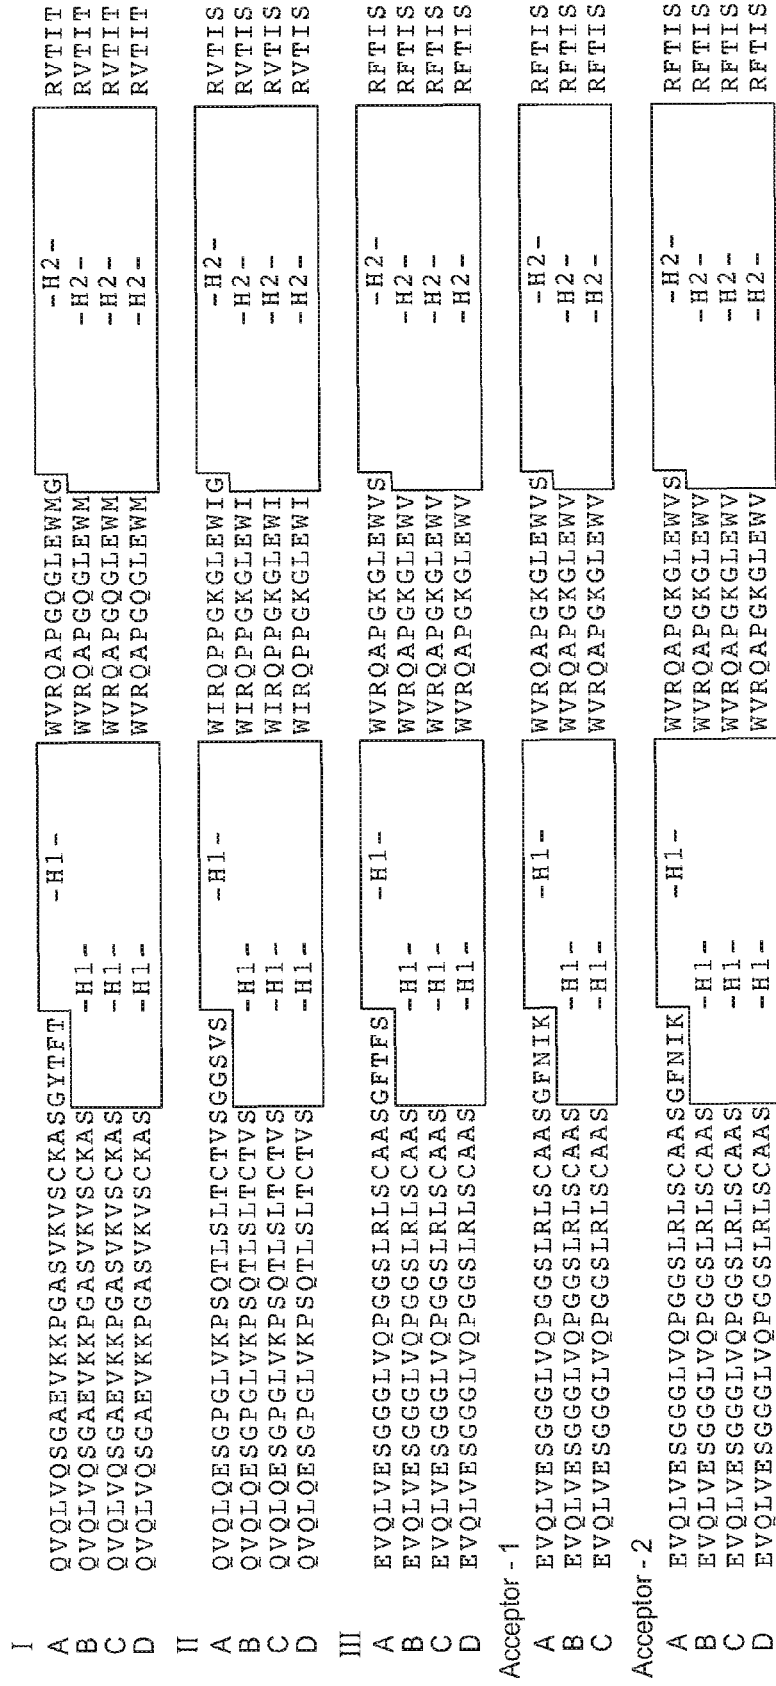 I
A QVQLVQSGAEVKKPGASVKVSCKASGYTFT -H1- WVRQAPGQGLEWMG -H2- RVTIT
B QVQLVQSGAEVKKPGASVKVSCKAS -H1- WVRQAPGQGLEWM -H2- RVTIT
C QVQLVQSGAEVKKPGASVKVSCKAS -H1- WVRQAPGQGLEWM -H2- RVTIT
D QVQLVQSGAEVKKPGASVKVSCKAS -H1- WVRQAPGQGLEWM -H2- RVTIT
II
A QVQLQESGPGLVKPSQTLSLTCTVSGGSVS -H1- WIRQPPGKGLEWIG -H2- RVTIS
B QVQLQESGPGLVKPSQTLSLTCTVS -H1- WIRQPPGKGLEWI -H2- RVTIS
C QVQLQESGPGLVKPSQTLSLTCTVS -H1- WIRQPPGKGLEWI -H2- RVTIS
D QVQLQESGPGLVKPSQTLSLTCTVS -H1- WIRQPPGKGLEWI -H2- RVTIS
III
A EVQLVESGGGLVQPGGSLRLSCAASGFTFS -H1- WVRQAPGKGLEWVS -H2- RFTIS
B EVQLVESGGGLVQPGGSLRLSCAAS -H1- WVRQAPGKGLEWV -H2- RFTIS
C EVQLVESGGGLVQPGGSLRLSCAAS -H1- WVRQAPGKGLEWV -H2- RFTIS
D EVQLVESGGGLVQPGGSLRLSCAAS -H1- WVRQAPGKGLEWV -H2- RFTIS
Acceptor - 1
A EVQLVESGGGLVQPGGSLRLSCAASGFNIK -H1- WVRQAPGKGLEWVS -H2- RFTIS
B EVQLVESGGGLVQPGGSLRLSCAAS -H1- WVRQAPGKGLEWV -H2- RFTIS
C EVQLVESGGGLVQPGGSLRLSCAAS -H1- WVRQAPGKGLEWV -H2- RFTIS
Acceptor - 2
A EVQLVESGGGLVQPGGSLRLSCAASGFNIK -H1- WVRQAPGKGLEWVS -H2- RFTIS
B EVQLVESGGGLVQPGGSLRLSCAAS -H1- WVRQAPGKGLEWV -H2- RFTIS
C EVQLVESGGGLVQPGGSLRLSCAAS -H1- WVRQAPGKGLEWV -H2- RFTIS
D EVQLVESGGGLVQPGGSLRLSCAAS -H1- WVRQAPGKGLEWV -H2- RFTIS